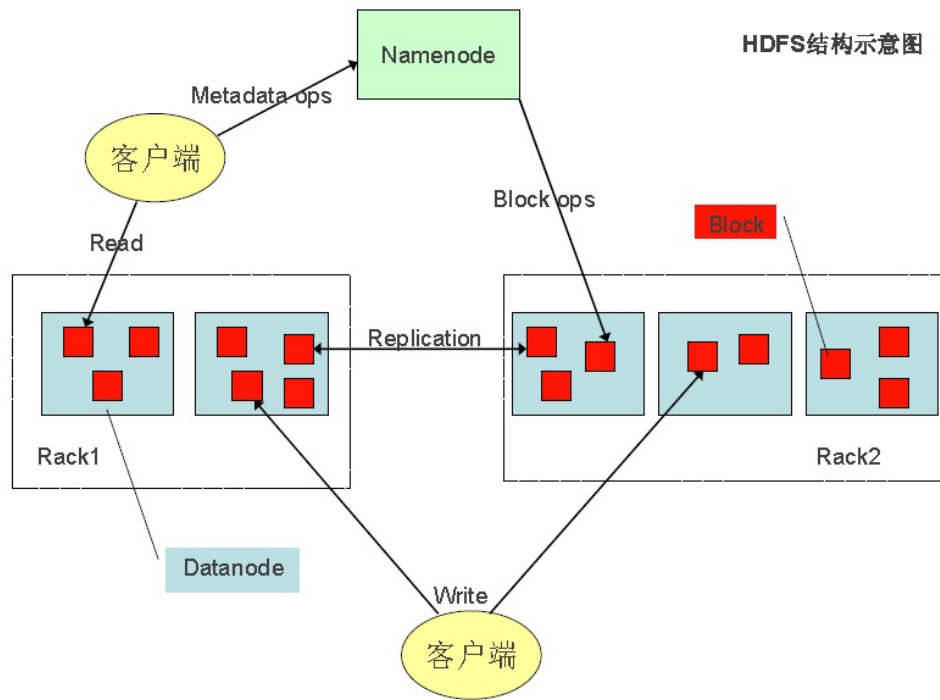 HDFS结构示意图
Namenode
Metadata ops
客户端
Block ops
Block
Read
Replication
Rack1
Rack2
Datanode
Write
客户端